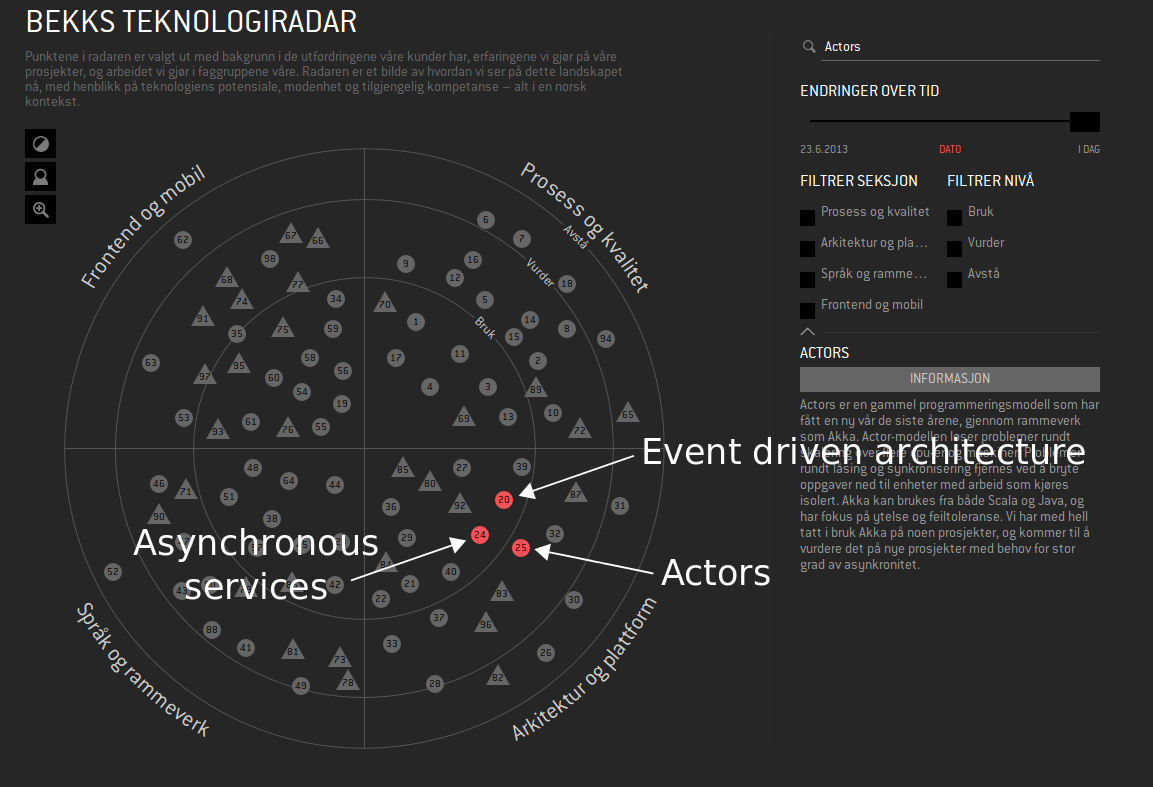 BEKKS TEKNOLOGIRADAR
Punktene i radaren er valgt ut med bakgrunn i de utfordringene våre kunder har, erfaringene vi gjør på våre
prosjekter, og arbeidet vi gjør i faggruppene våre. Radaren er et bilde av hvordan vi ser på dette landskapet
nå, med henblikk på teknologiens potensiale, modenhet og tilgjengelig kompetanse – alt i en norsk
kontekst.
Frontend og mobil
Prosess og kvalitet
Avstå
Vurder
Bruk
62
67
66
98
68
77
74
34
91
35
75
59
63
95
58
97
60
56
54
19
53
93
61
76
55
6
7
9
16
12
18
70
5
1
14
15
8
94
17
11
2
4
3
89
69
13
10
72
65
48
64
44
46
71
51
90
38
52
42
88
41
81
73
49
78
85
27
39
80
20
87
36
92
31
24
32
29
25
84
40
21
22
83
30
37
96
33
26
28
82
Event driven architecture
Asynchronous
services
Actors
Språk og rammeverk
Arkitektur og plattform
Actors
ENDRINGER OVER TID
23.6.2013 DATO I DAG
FILTRER SEKSJON FILTRER NIVÅ
Prosess og kvalitet Bruk
Arkitektur og pla... Vurder
Språk og ramme... Avstå
Frontend og mobil
ACTORS
INFORMASJON
Actors er en gammel programmeringsmodell som har
fått en ny vår de siste årene, gjennom rammeverk
som Akka. Actor-modellen løser problemer rundt
rundt låsing og synkronisering fjernes ved å bryte
oppgaver ned til enheter med arbeid som kjøres
isolert. Akka kan brukes fra både Scala og Java, og
har fokus på ytelse og feiltoleranse. Vi har med hell
tatt i bruk Akka på noen prosjekter, og kommer til å
vurdere det på nye prosjekter med behov for stor
grad av asynkronitet.